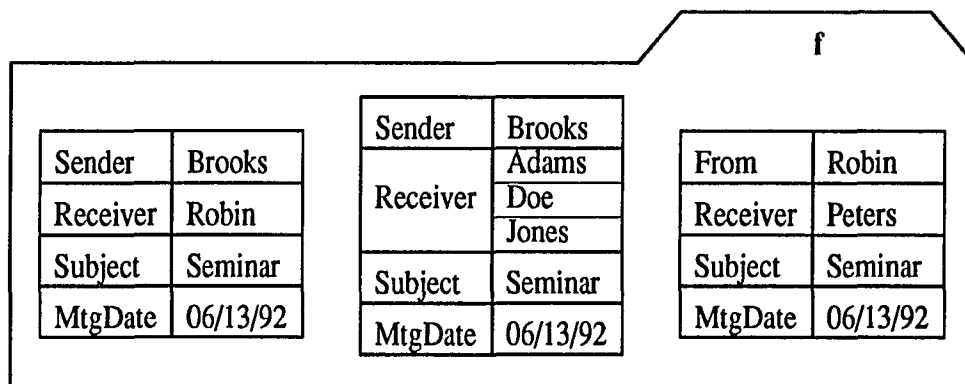 f
Sender Brooks
Receiver Robin
Subject Seminar
MtgDate 06/13/92
Sender Brooks
Receiver Adams
Doe
Jones
Subject Seminar
MtgDate 06/13/92
From Robin
Receiver Peters
Subject Seminar
MtgDate 06/13/92